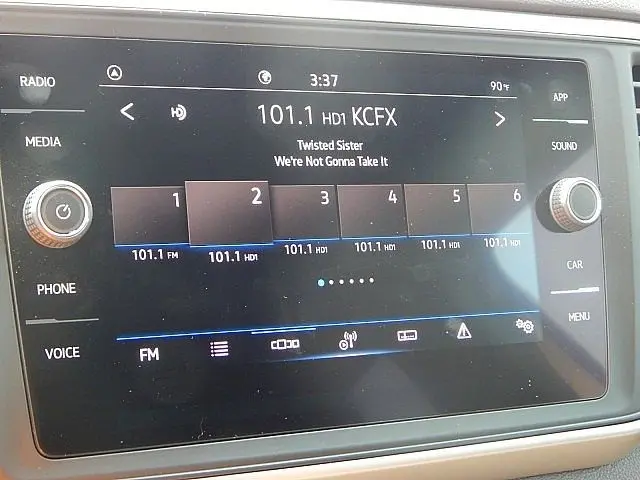 RADIO
MEDIA
PHONE
VOICE
3:37
90°F
101.1 HD1 KCFX
Twisted Sister
We're Not Gonna Take It
1 2 3 4 5 6
101.1 FM 101.1 HD1 101.1 HD1 101.1 HD1 101.1 HD1 101.1 HD1
FM
APP
SOUND
CAR
MENU